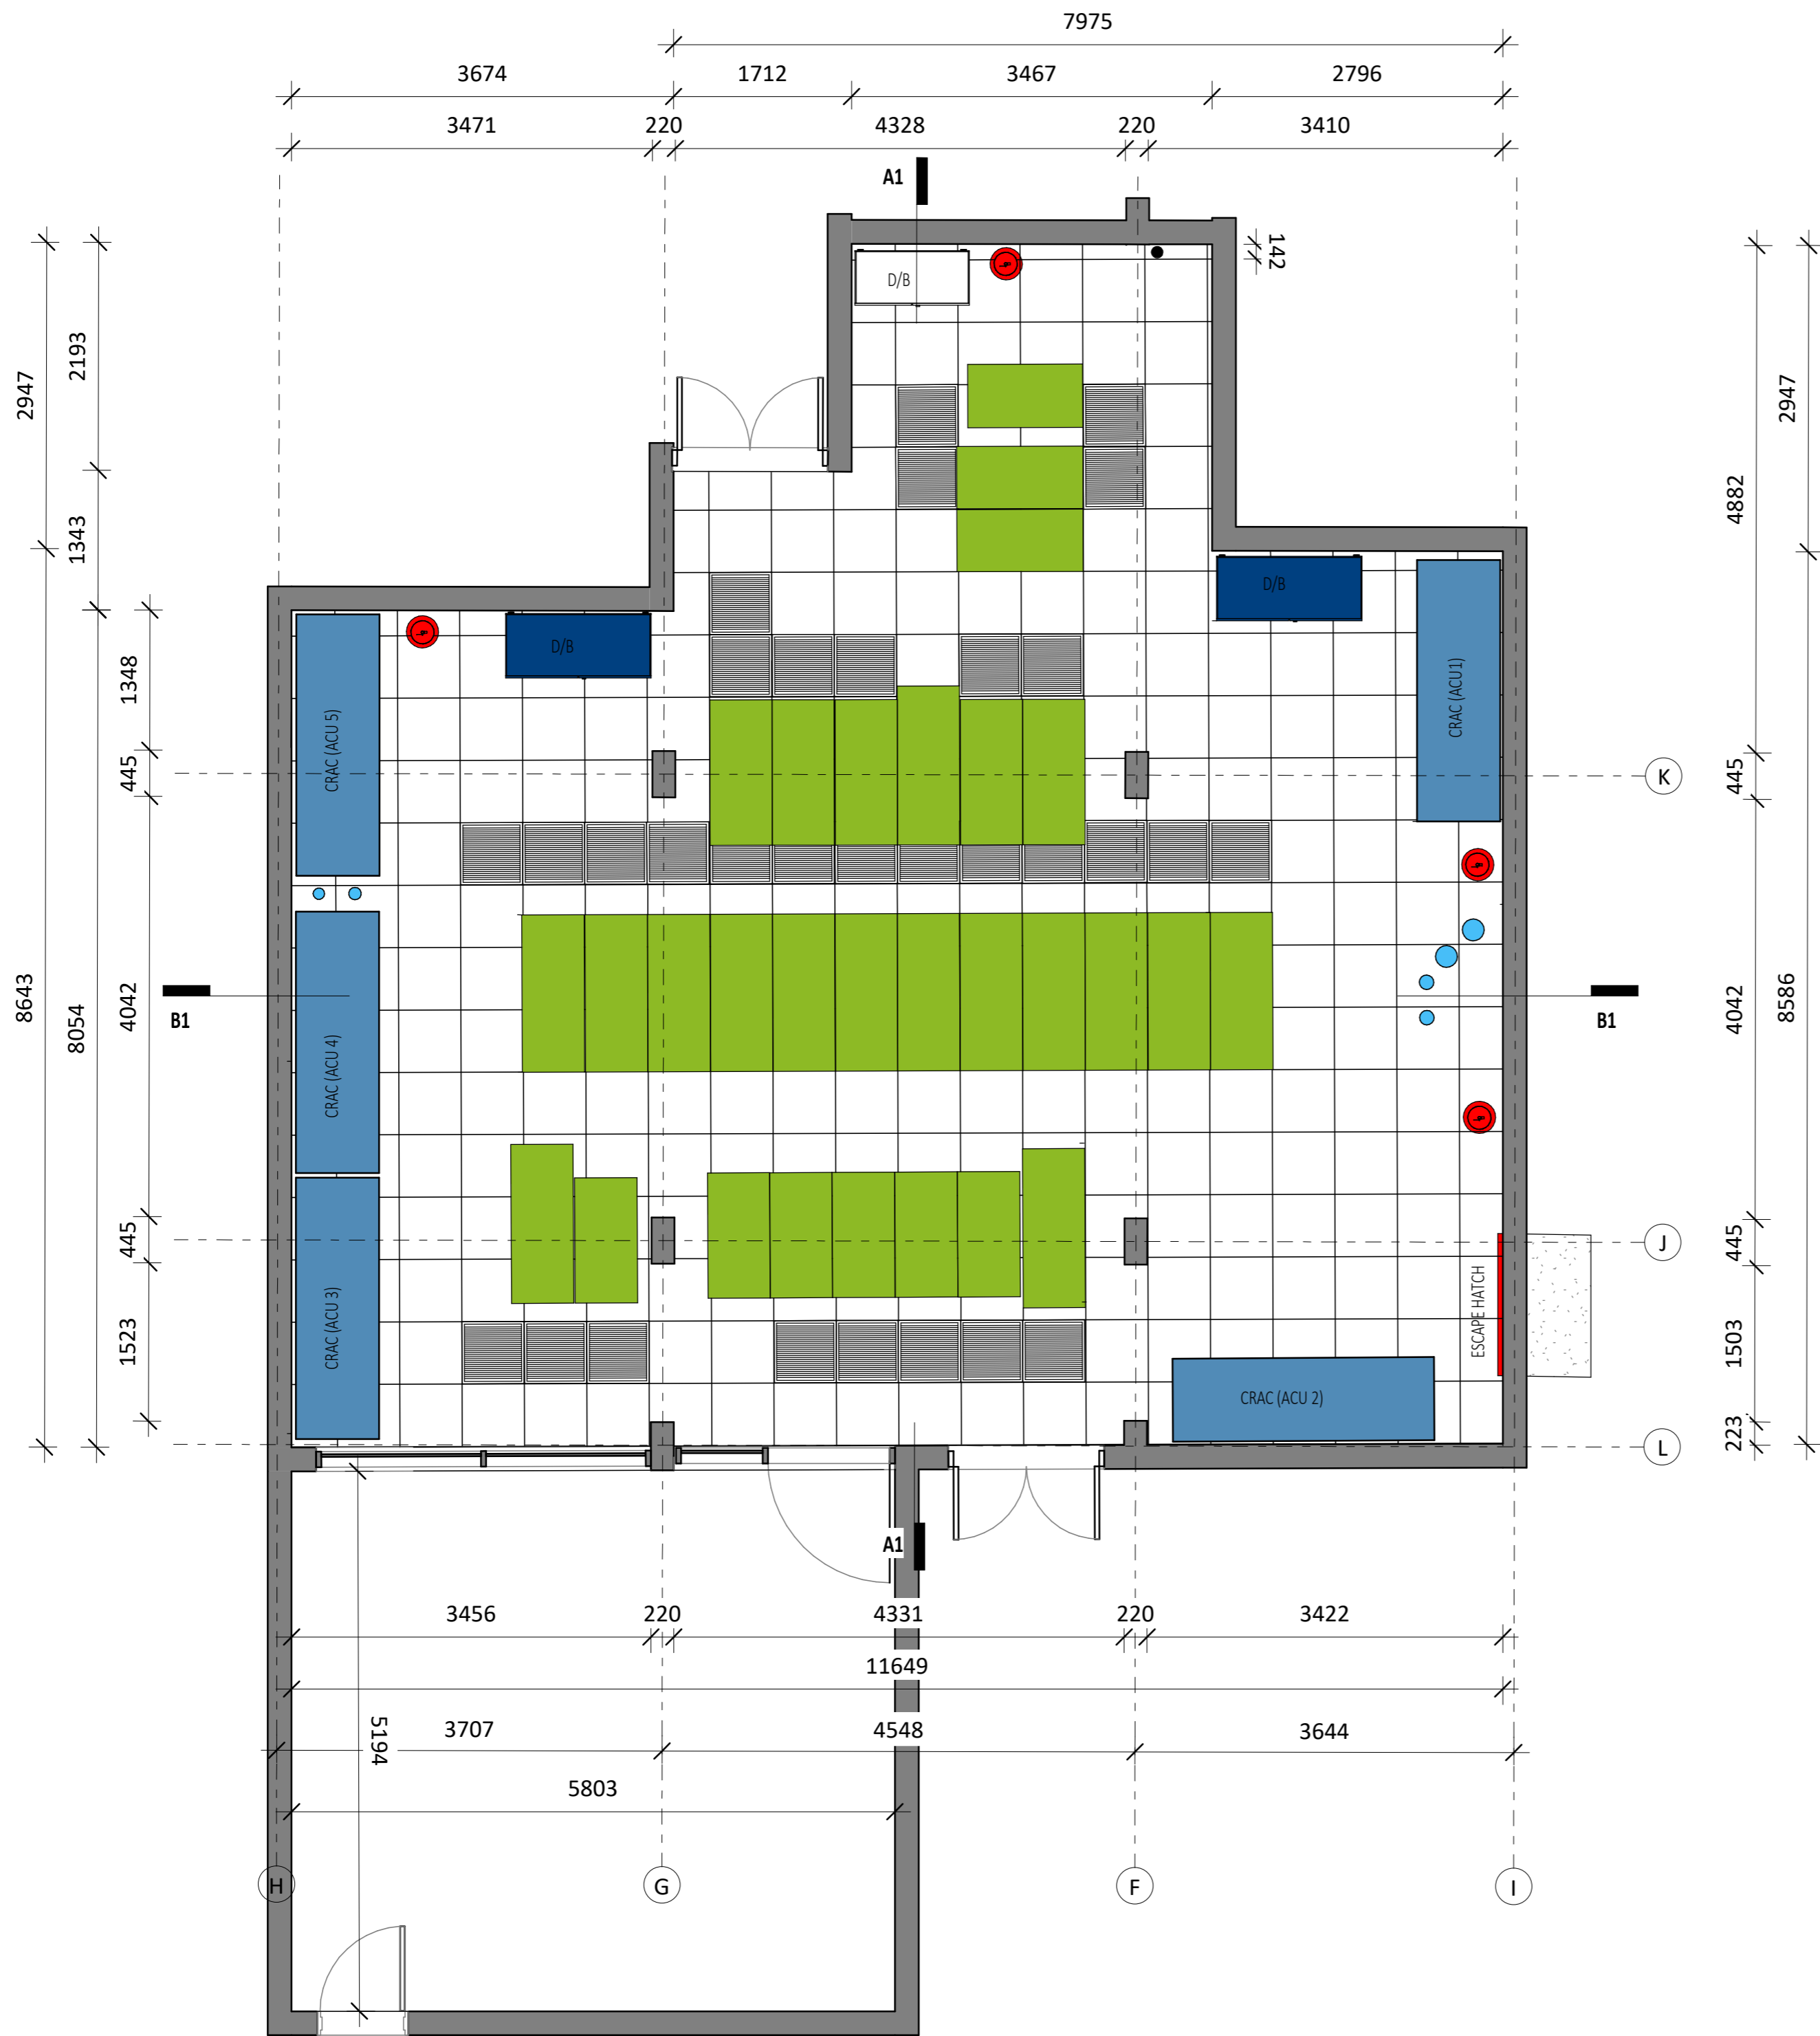 7975
3674 1712 3467 2796
3471 220 4328 220 3410
A1
142
D/B
2947 2193 2947
1343 4882
D/B
D/B
1348
CRAC (ACU 5)
CRAC (ACU1)
445 445
K
8643 8054 4042 4042 8586
B1 B1
CRAC (ACU 4)
445 445
J
CRAC (ACU 3)
ESCAPE HATCH
1523 1503
CRAC (ACU 2)
223
L
A1
3456 220 4331 220 3422
11649
5194
3707 4548 3644
5803
H G F I